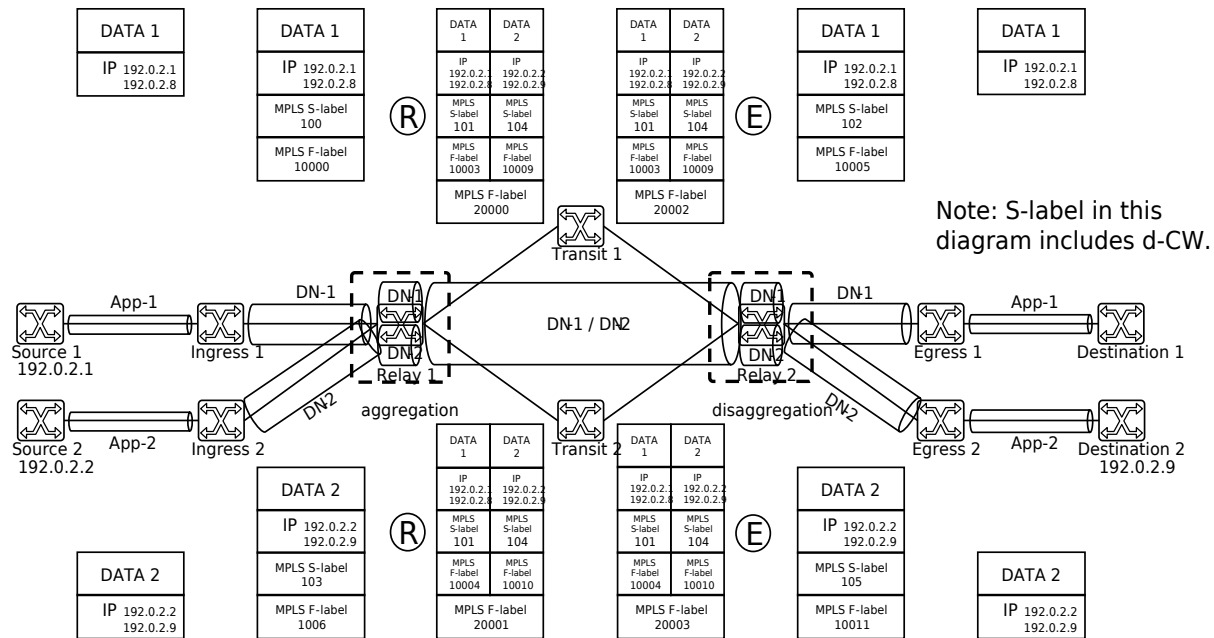 DATA 1
IP 192.0.2.1
192.0.2.8
DATA 1
IP 192.0.2.1
192.0.2.8
MPLS S-label
100
MPLS F-label
10000
R
DATA
1
DATA
2
IP
192.0.2.1
192.0.2.8
IP
192.0.2.2
192.0.2.9
MPLS
S-label
101
MPLS
S-label
104
MPLS
F-label
10003
MPLS
F-label
10009
MPLS F-label
20000
DATA
1
DATA
2
IP
192.0.2.1
192.0.2.8
IP
192.0.2.2
192.0.2.9
MPLS
S-label
101
MPLS
S-label
104
MPLS
F-label
10003
MPLS
F-label
10009
MPLS F-label
20002
E
DATA 1
IP 192.0.2.1
192.0.2.8
MPLS S-label
102
MPLS F-label
10005
DATA 1
IP 192.0.2.1
192.0.2.8
Note: S-label in this
diagram includes d-CW.
Transit 1
App-1
DN-1
DN-1
DN-1 / DN-2
DN-1
DN-1
App-1
Source 1
192.0.2.1
Ingress 1
DN-2
Relay 1
DN-2
Relay 2
Egress 1
Destination 1
DN-2
aggregation
disaggregation
DN-2
App-2
Transit 2
App-2
Source 2
192.0.2.2
Ingress 2
Egress 2
Destination 2
192.0.2.9
DATA 2
IP 192.0.2.2
192.0.2.9
DATA 2
IP 192.0.2.2
192.0.2.9
MPLS S-label
103
MPLS F-label
1006
R
DATA
1
DATA
2
IP
192.0.2.1
192.0.2.8
IP
192.0.2.2
192.0.2.9
MPLS
S-label
101
MPLS
S-label
104
MPLS
F-label
10004
MPLS
F-label
10010
MPLS F-label
20001
DATA
1
DATA
2
IP
192.0.2.1
192.0.2.8
IP
192.0.2.2
192.0.2.9
MPLS
S-label
101
MPLS
S-label
104
MPLS
F-label
10004
MPLS
F-label
10010
MPLS F-label
20003
E
DATA 2
IP 192.0.2.2
192.0.2.9
MPLS S-label
105
MPLS F-label
10011
DATA 2
IP 192.0.2.2
192.0.2.9